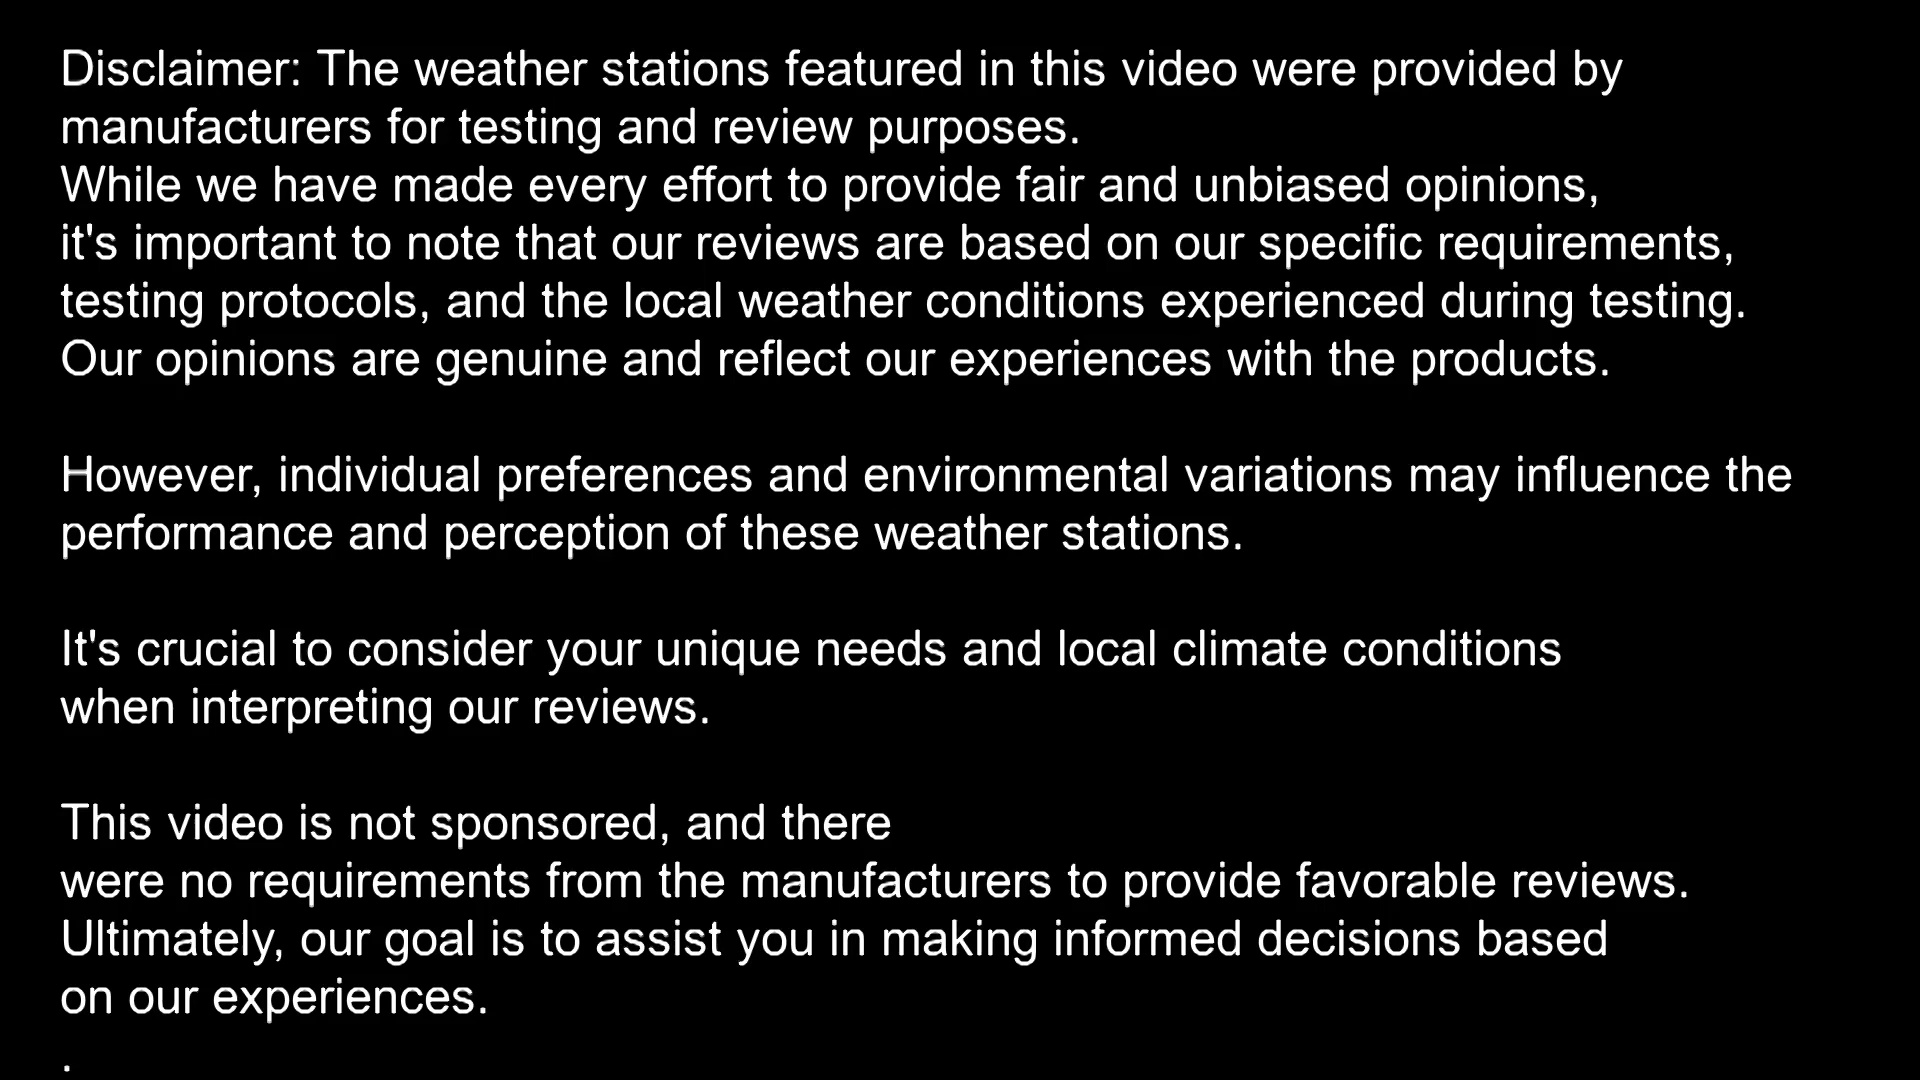 Disclaimer: The weather stations featured in this video were provided by
manufacturers for testing and review purposes.
While we have made every effort to provide fair and unbiased opinions,
it's important to note that our reviews are based on our specific requirements,
testing protocols, and the local weather conditions experienced during testing.
Our opinions are genuine and reflect our experiences with the products.
However, individual preferences and environmental variations may influence the
performance and perception of these weather stations.
It's crucial to consider your unique needs and local climate conditions
when interpreting our reviews.
This video is not sponsored, and there
were no requirements from the manufacturers to provide favorable reviews.
Ultimately, our goal is to assist you in making informed decisions based
on our experiences.
.